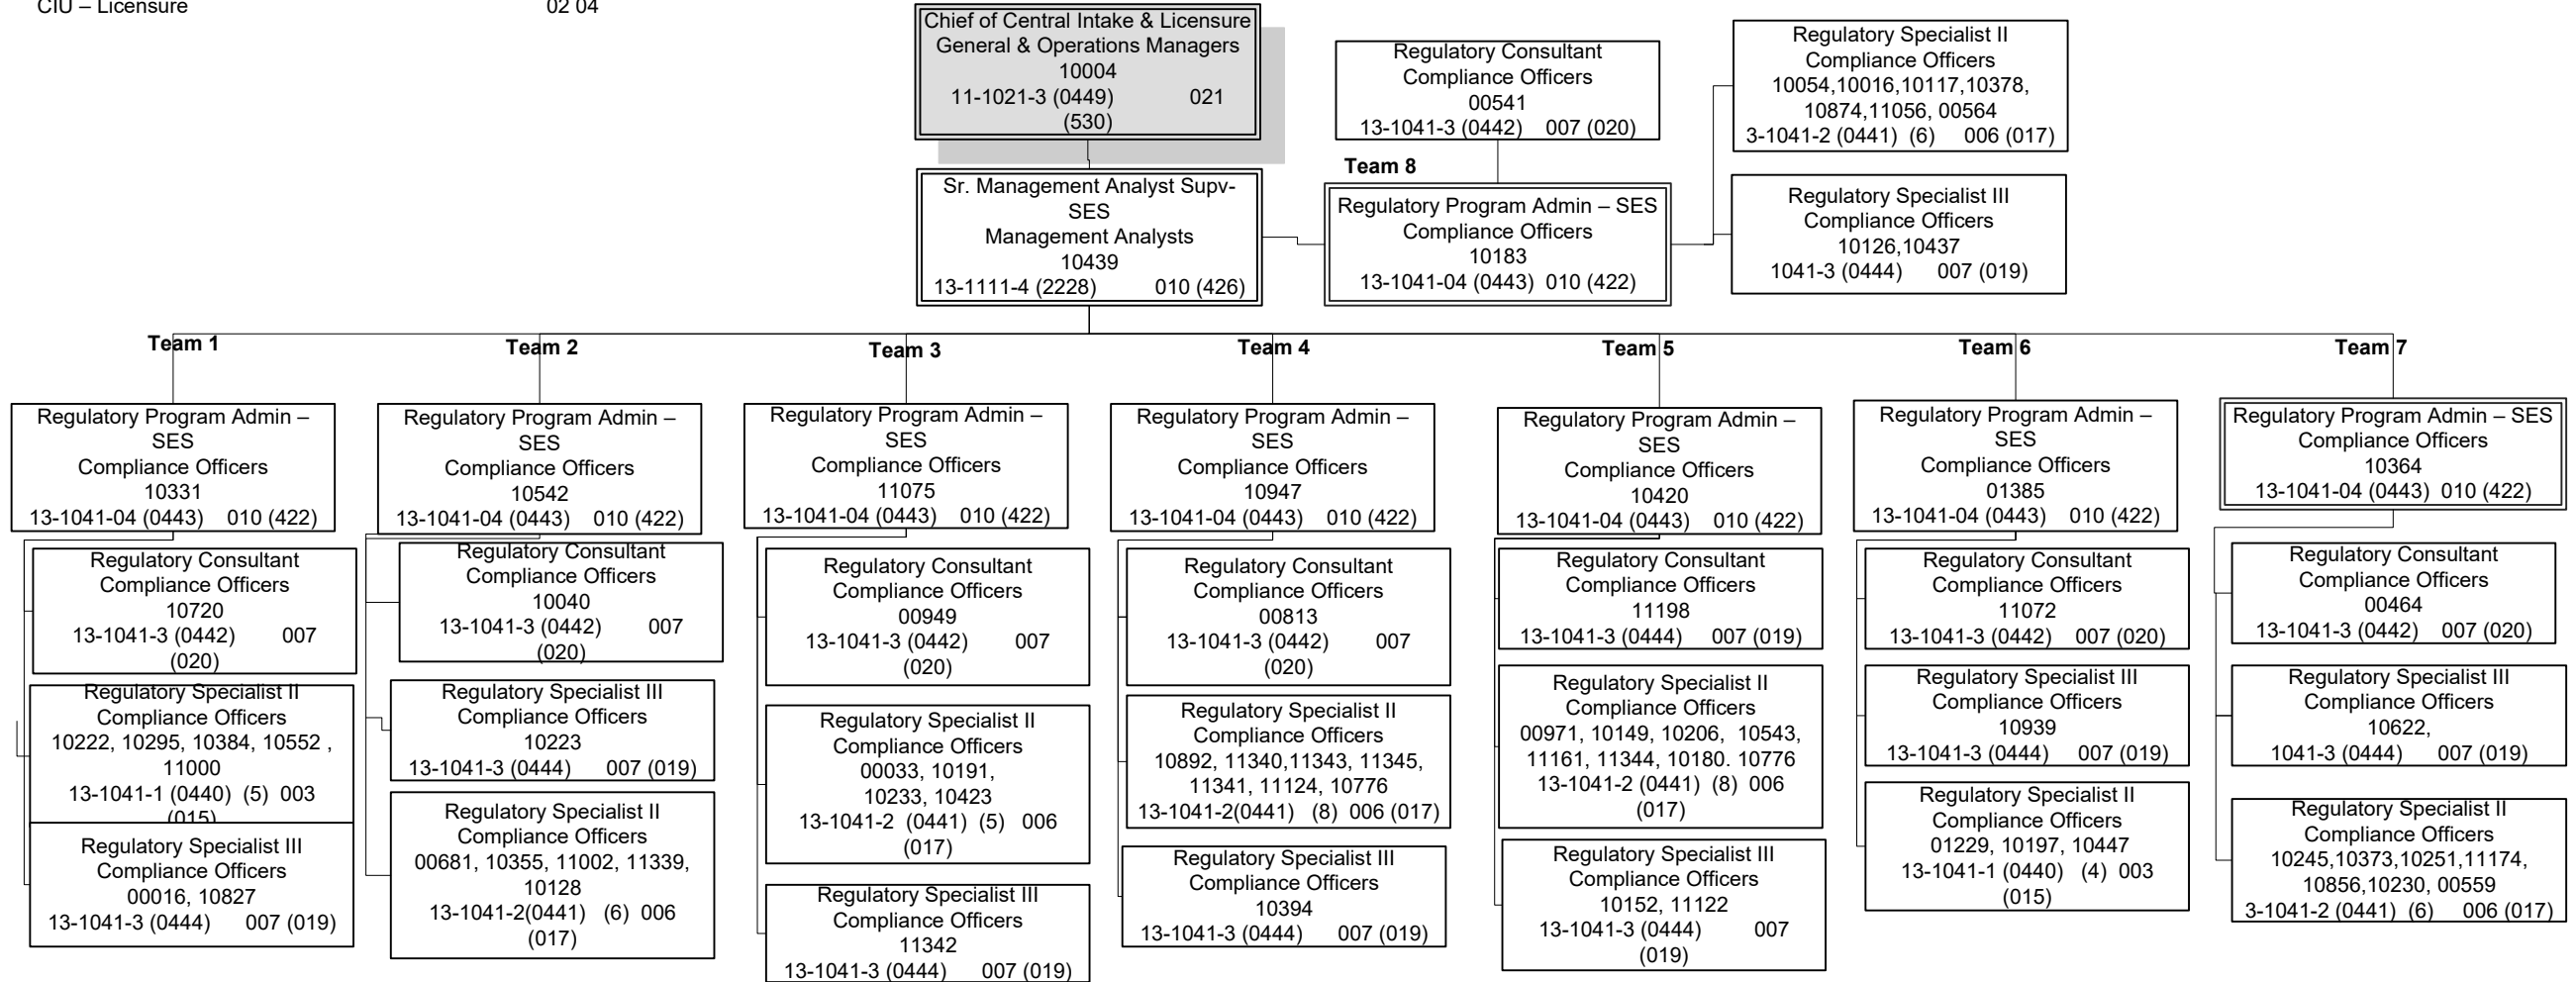 CIU – Licensure 02 04
Chief of Central Intake & Licensure
General & Operations Managers
10004
11-1021-3 (0449) 021
(530)
Sr. Management Analyst Supv-
SES
Management Analysts
10439
13-1111-4 (2228) 010 (426)
Regulatory Consultant
Compliance Officers
00541
13-1041-3 (0442) 007 (020)
Team 8
Regulatory Program Admin – SES
Compliance Officers
10183
13-1041-04 (0443) 010 (422)
Regulatory Specialist II
Compliance Officers
10054,10016,10117,10378,
10874,11056, 00564
3-1041-2 (0441) (6) 006 (017)
Regulatory Specialist III
Compliance Officers
10126,10437
1041-3 (0444) 007 (019)
Team 1
Regulatory Program Admin –
SES
Compliance Officers
10331
13-1041-04 (0443) 010 (422)
Regulatory Consultant
Compliance Officers
10720
13-1041-3 (0442) 007
(020)
Regulatory Specialist II
Compliance Officers
10222, 10295, 10384, 10552 ,
11000
13-1041-1 (0440) (5) 003
(015)
Regulatory Specialist III
Compliance Officers
00016, 10827
13-1041-3 (0444) 007 (019)
Team 2
Regulatory Program Admin –
SES
Compliance Officers
10542
13-1041-04 (0443) 010 (422)
Regulatory Consultant
Compliance Officers
10040
13-1041-3 (0442) 007
(020)
Regulatory Specialist III
Compliance Officers
10223
13-1041-3 (0444) 007 (019)
Regulatory Specialist II
Compliance Officers
00681, 10355, 11002, 11339,
10128
13-1041-2(0441) (6) 006
(017)
Team 3
Regulatory Program Admin –
SES
Compliance Officers
11075
13-1041-04 (0443) 010 (422)
Regulatory Consultant
Compliance Officers
00949
13-1041-3 (0442) 007
(020)
Regulatory Specialist II
Compliance Officers
00033, 10191,
10233, 10423
13-1041-2 (0441) (5) 006
(017)
Regulatory Specialist III
Compliance Officers
11342
13-1041-3 (0444) 007 (019)
Team 4
Regulatory Program Admin –
SES
Compliance Officers
10947
13-1041-04 (0443) 010 (422)
Regulatory Consultant
Compliance Officers
00813
13-1041-3 (0442) 007
(020)
Regulatory Specialist II
Compliance Officers
10892, 11340,11343, 11345,
11341, 11124, 10776
13-1041-2(0441) (8) 006 (017)
Regulatory Specialist III
Compliance Officers
10394
13-1041-3 (0444) 007 (019)
Team 5
Regulatory Program Admin –
SES
Compliance Officers
10420
13-1041-04 (0443) 010 (422)
Regulatory Consultant
Compliance Officers
11198
13-1041-3 (0444) 007 (019)
Regulatory Specialist II
Compliance Officers
00971, 10149, 10206, 10543,
11161, 11344, 10180. 10776
13-1041-2 (0441) (8) 006
(017)
Regulatory Specialist III
Compliance Officers
10152, 11122
13-1041-3 (0444) 007
(019)
Team 6
Regulatory Program Admin –
SES
Compliance Officers
01385
13-1041-04 (0443) 010 (422)
Regulatory Consultant
Compliance Officers
11072
13-1041-3 (0442) 007 (020)
Regulatory Specialist III
Compliance Officers
10939
13-1041-3 (0444) 007 (019)
Regulatory Specialist II
Compliance Officers
01229, 10197, 10447
13-1041-1 (0440) (4) 003
(015)
Team 7
Regulatory Program Admin – SES
Compliance Officers
10364
13-1041-04 (0443) 010 (422)
Regulatory Consultant
Compliance Officers
00464
13-1041-3 (0442) 007 (020)
Regulatory Specialist III
Compliance Officers
10622,
1041-3 (0444) 007 (019)
Regulatory Specialist II
Compliance Officers
10245,10373,10251,11174,
10856,10230, 00559
3-1041-2 (0441) (6) 006 (017)